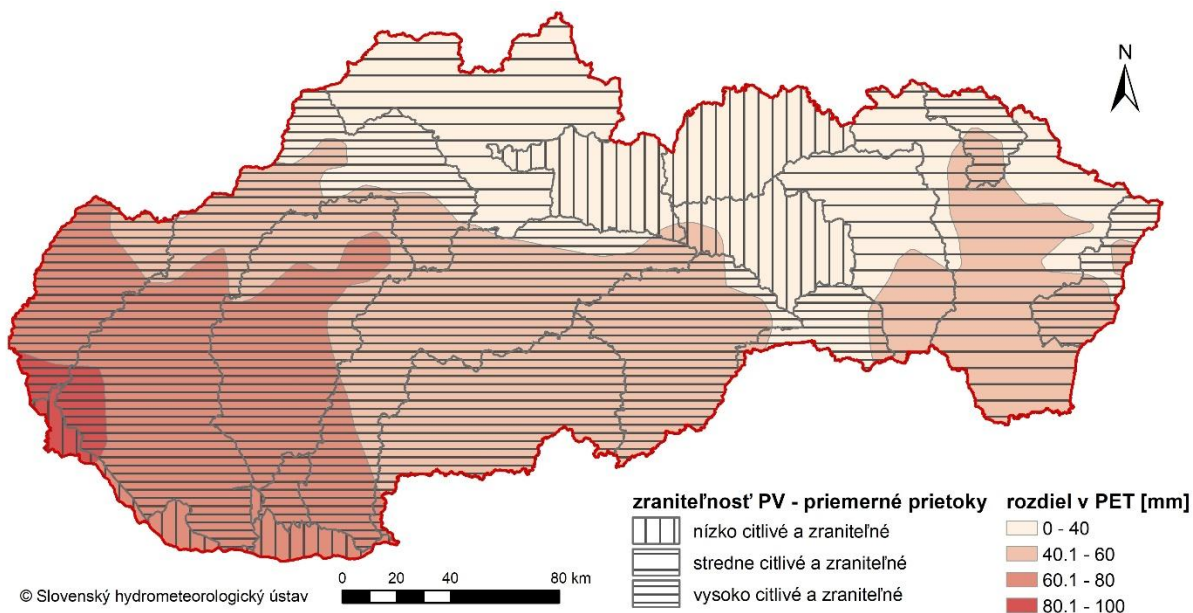 N
zraniteľnosť PV - priemerné prietoky
nízko citlivé a zraniteľné
stredne citlivé a zraniteľné
vysoko citlivé a zraniteľné
rozdiel v PET [mm]
0 - 40
40.1 - 60
60.1 - 80
80.1 - 100
© Slovenský hydrometeorologický ústav
0 20 40 80 km